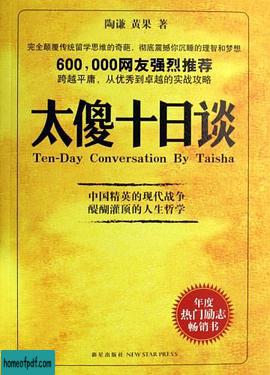 陶谦 黄果 著
完全颠覆传统留学思维的奇葩，彻底震撼你沉睡的理智和梦想
600,000网友强烈推荐
跨越平庸，从优秀到卓越的实战攻略
太傻十日谈
Ten-Day Conversation By Taisha
中国精英的现代战争
醍醐灌顶的人生哲学
年度
热门励志
畅销书
新星出版社 NEW STAR PRESS
homeofpdf.com